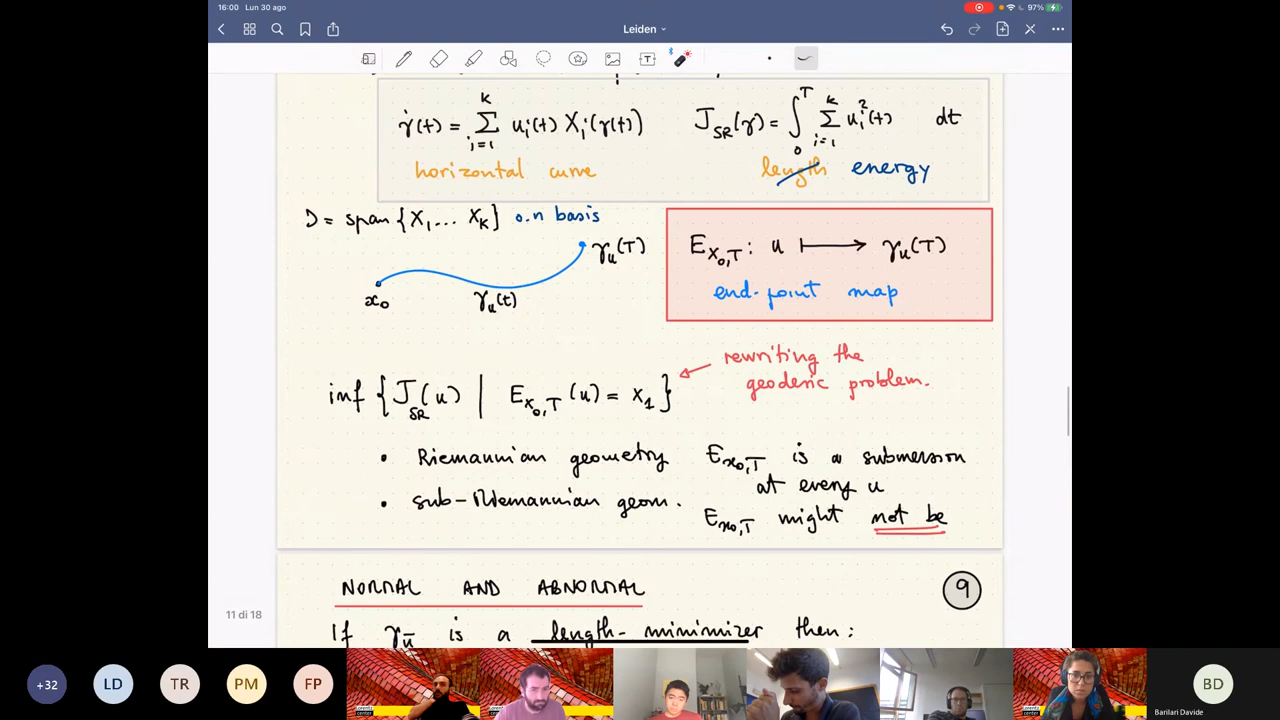 16:00 Lun 30 ago
97%
Leiden
γ̇(t) = Σ_{i=1}^{k} u_i(t) X_i(γ(t))
J_SR(γ) = ∫_0^T Σ_{i=1}^{k} u_i²(t) dt
horizontal curve
length energy
D = span {X_1 ... X_k} o.n basis
γ_u(T)
x_0
γ_u(t)
E_{x_0,T} : u ⟼ γ_u(T)
end-point map
rewriting the
geoderic problem.
inf { J_SR(u) | E_{x_0,T}(u) = x_1 }
• Riemannian geometry E_{x_0,T} is a submersion
at every u
• sub-Riemannian geom.
E_{x_0,T} might not be
NORMAL AND ABNORMAL
9
11 di 18
If γ_ū is a length-minimizer then:
+32
LD
TR
PM
FP
BD
Barilari Davide